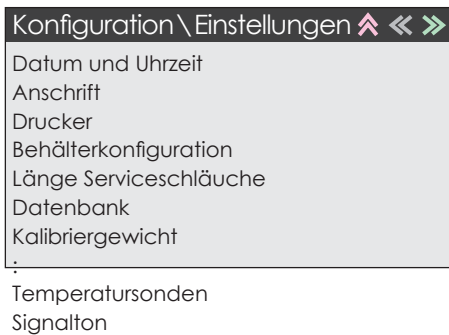 Konfiguration \ Einstellungen
Datum und Uhrzeit
Anschrift
Drucker
Behälterkonfiguration
Länge Serviceschläuche
Datenbank
Kalibriergewicht
:
Temperatursonden
Signalton